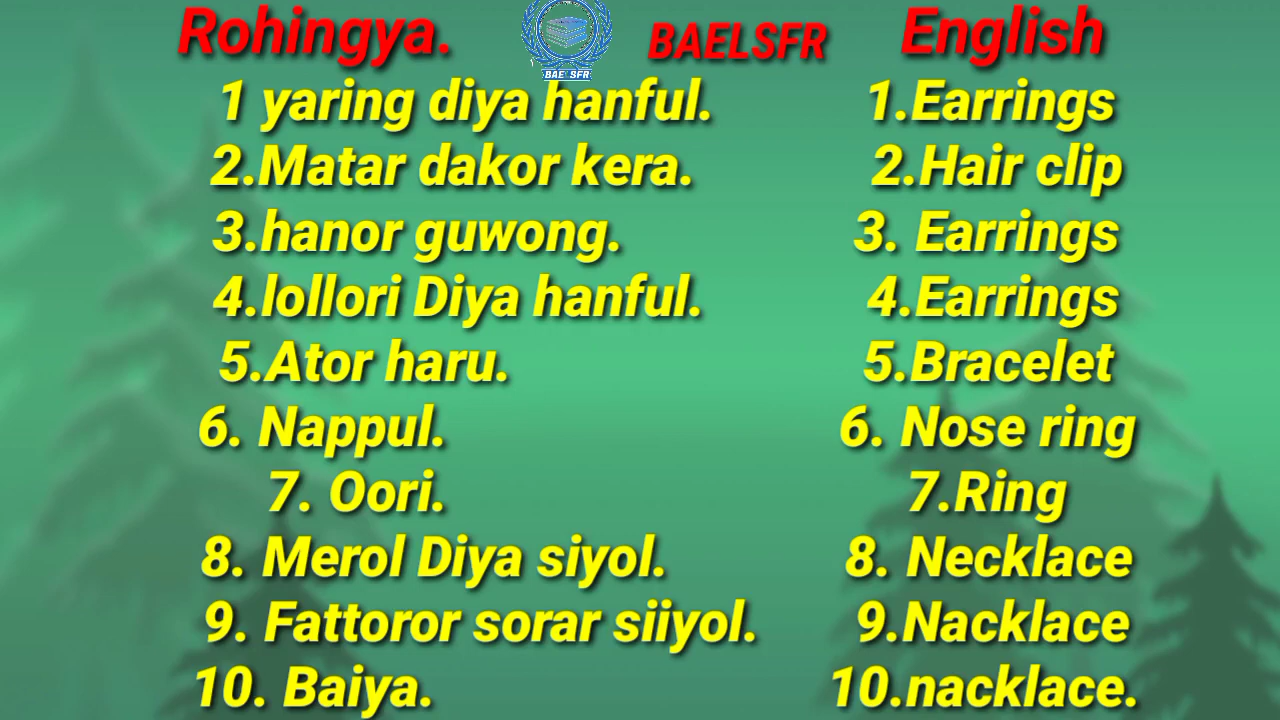 Rohingya. BAELSFR English
BAE' SFR
1 yaring diya hanful. 1.Earrings
2.Matar dakor kera. 2.Hair clip
3.hanor guwong. 3. Earrings
4.lollori Diya hanful. 4.Earrings
5.Ator haru. 5.Bracelet
6. Nappul. 6. Nose ring
7. Oori. 7.Ring
8. Merol Diya siyol. 8. Necklace
9. Fattoror sorar siiyol. 9.Nacklace
10. Baiya. 10.nacklace.